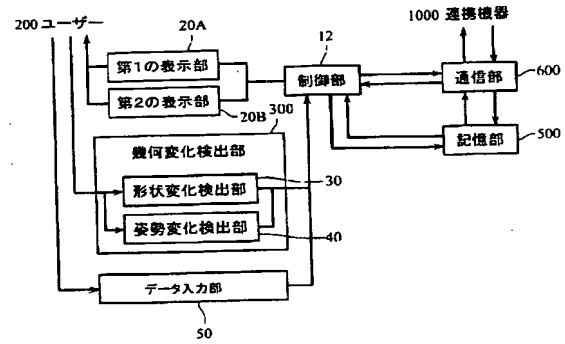 200 ユーザー
1000 連携機器
20A
第1の表示部
第2の表示部
20B
12
制御部
通信部
600
記憶部
500
300
幾何変化検出部
形状変化検出部
30
姿勢変化検出部
40
データ入力部
50